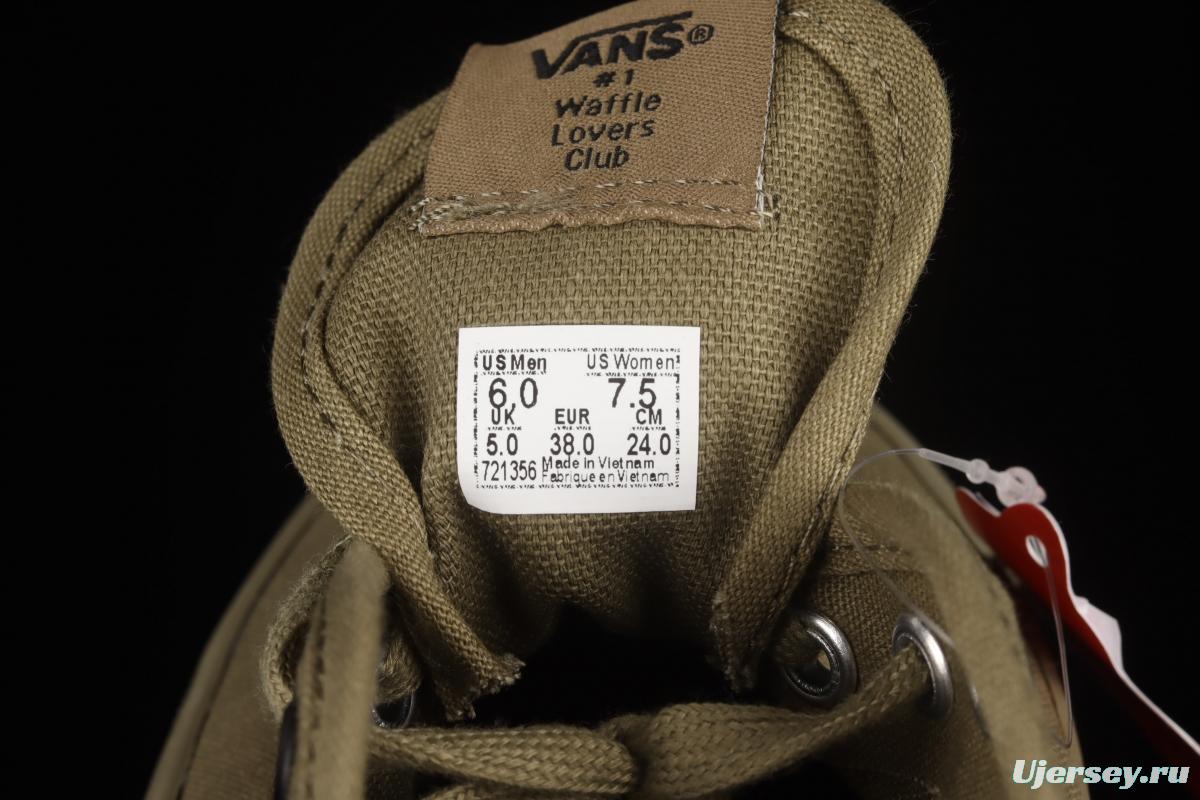 VANS®
#1
Waffle
Lovers
Club
US Men US Women
6.0 7.5
UK EUR CM
5.0 38.0 24.0
721356 Made in Vietnam
Fabrique en Vietnam
Ujersey.ru